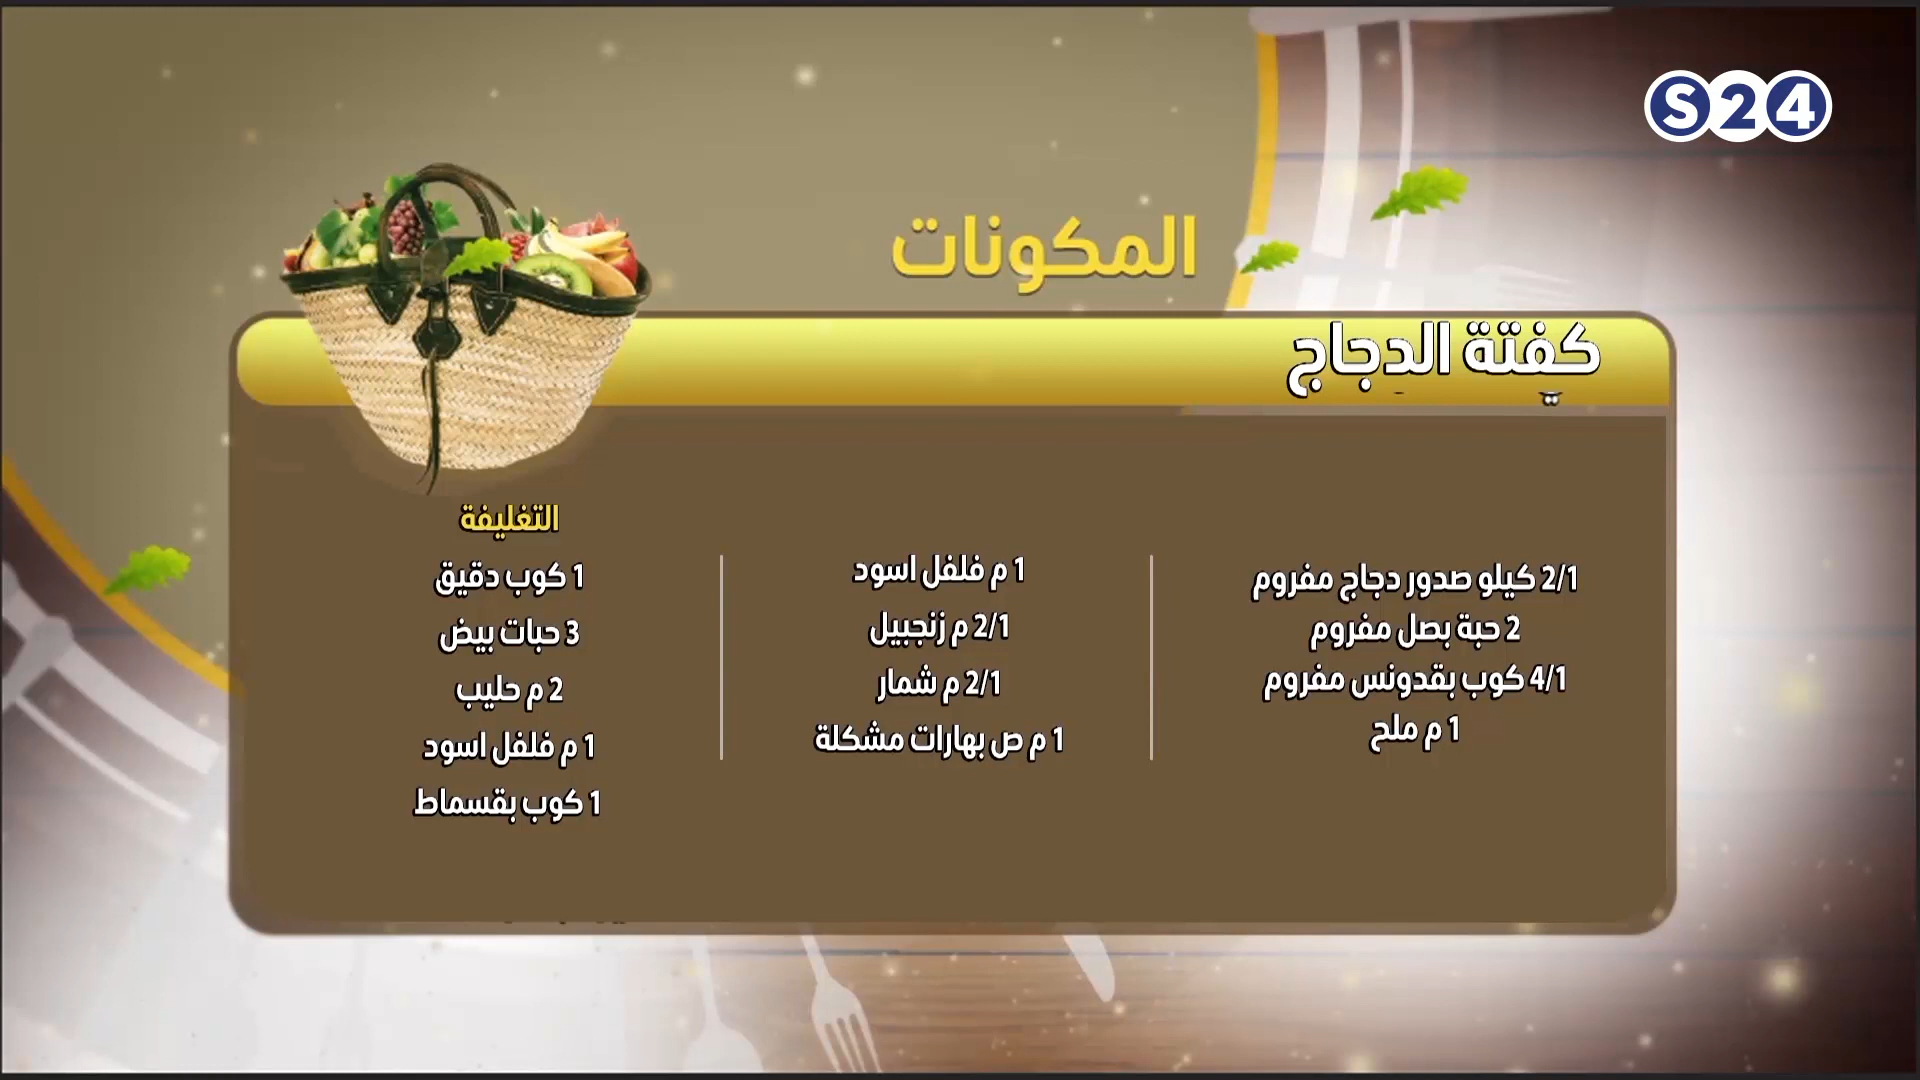 S24
المكونات
كفتة الدجاج
2/1 كيلو صدور دجاج مفروم
2 حبة بصل مفروم
4/1 كوب بقدونس مفروم
1 م ملح
1 م فلفل اسود
2/1 م زنجبيل
2/1 م شمار
1 م ص بهارات مشكلة
التغليفة
1 كوب دقيق
3 حبات بيض
2 م حليب
1 م فلفل اسود
1 كوب بقسماط